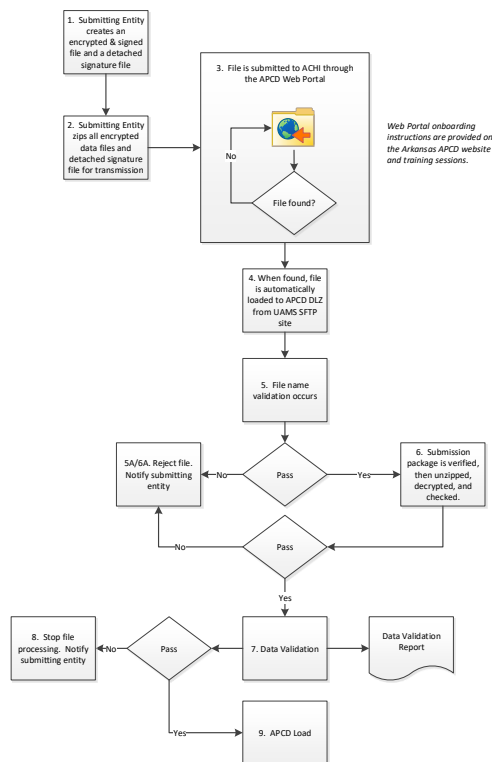 1. Submitting Entity
creates an
encrypted & signed
file and a detached
signature file
2. Submitting Entity
zips all encrypted
data files and
detached signature
file for transmission
3. File is submitted to ACHI through
the APCD Web Portal
No
File found?
Web Portal onboarding
instructions are provided on
the Arkansas APCD website
and training sessions.
4. When found, file
is automatically
loaded to APCD DLZ
from UAMS SFTP
site
5. File name
validation occurs
5A/6A. Reject file.
Notify submitting
entity
No
Pass
Yes
6. Submission
package is verified,
then unzipped,
decrypted, and
checked.
No
Pass
Yes
8. Stop file
processing. Notify
submitting entity
No
Pass
7. Data Validation
Data Validation
Report
Yes
9. APCD Load